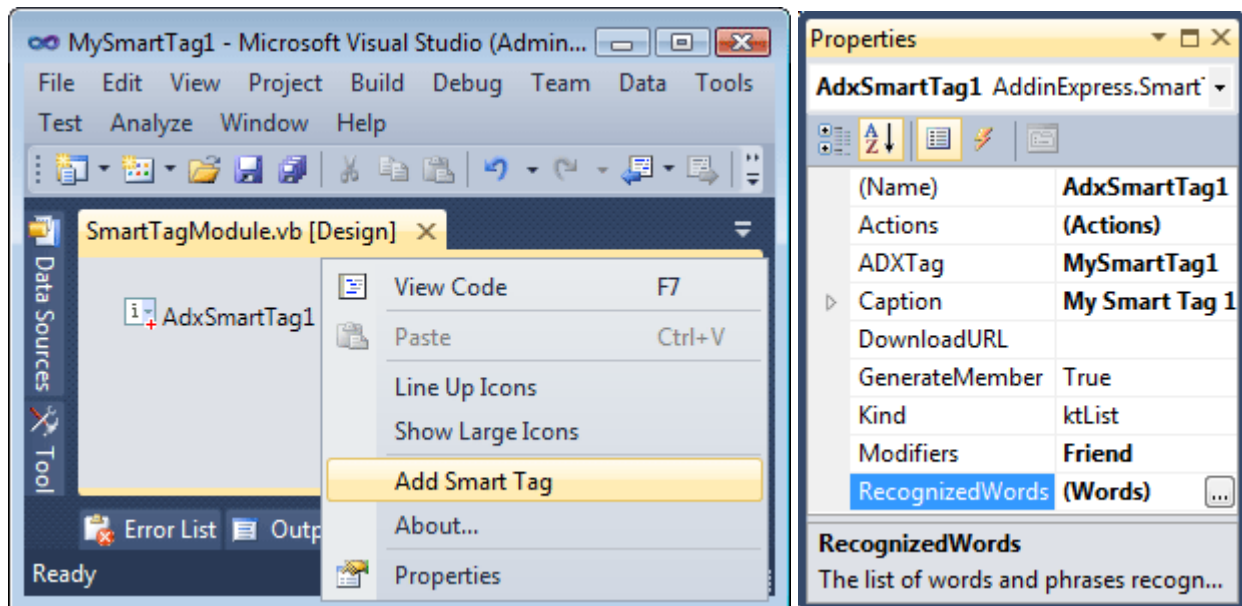 MySmartTag1 - Microsoft Visual Studio (Admin...
File Edit View Project Build Debug Team Data Tools
Test Analyze Window Help
SmartTagModule.vb [Design]
Data Sources
Tool
AdxSmartTag1
View Code F7
Paste Ctrl+V
Line Up Icons
Show Large Icons
Add Smart Tag
About...
Properties
Error List Outp
Ready
Properties
AdxSmartTag1 AddinExpress.Smart
(Name) AdxSmartTag1
Actions (Actions)
ADXTag MySmartTag1
Caption My Smart Tag 1
DownloadURL
GenerateMember True
Kind ktList
Modifiers Friend
RecognizedWords (Words) ...
RecognizedWords
The list of words and phrases recogn...